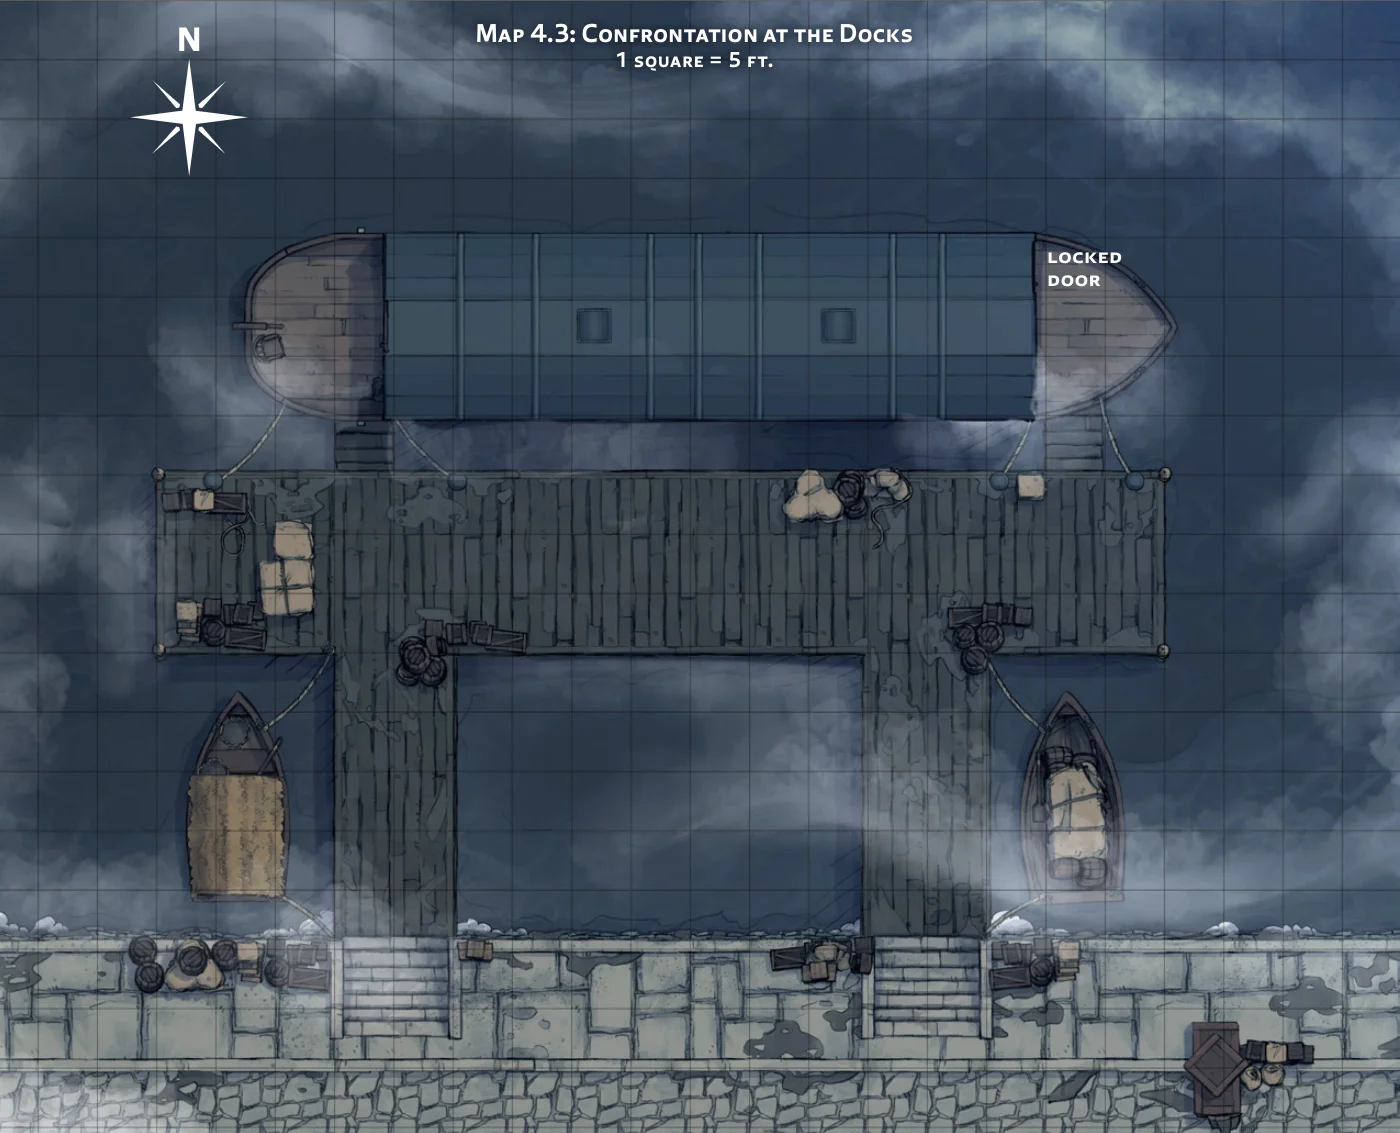 N
Map 4.3: Confrontation at the Docks
1 square = 5 ft.
LOCKED
DOOR